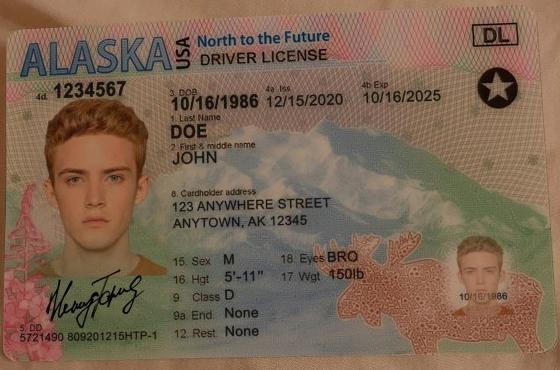 ALASKA USA North to the Future DL
DRIVER LICENSE
4d. 1234567
3. DOB 4a .Iss 4b Exp
10/16/1986 12/15/2020 10/16/2025
1. Last Name
DOE
2. First & middle name
JOHN
8. Cardholder address
123 ANYWHERE STREET
ANYTOWN, AK 12345
15. Sex M 18. Eyes BRO
16. Hgt 5'-11" 17. Wgt 150lb
9 Class D
9a End None
12. Rest None
10/16/1986
5. DD
5721490 809201215HTP-1